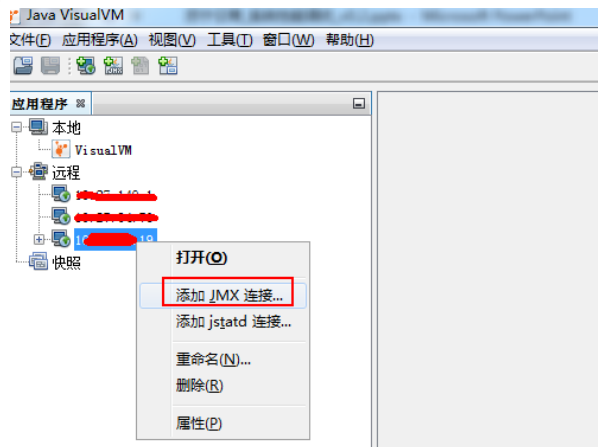 Java VisualVM
文件(F) 应用程序(A) 视图(V) 工具(T) 窗口(W) 帮助(H)
应用程序
本地
VisualVM
远程
快照
打开(O)
添加 JMX 连接...
添加 jstatd 连接...
重命名(N)...
删除(R)
属性(P)